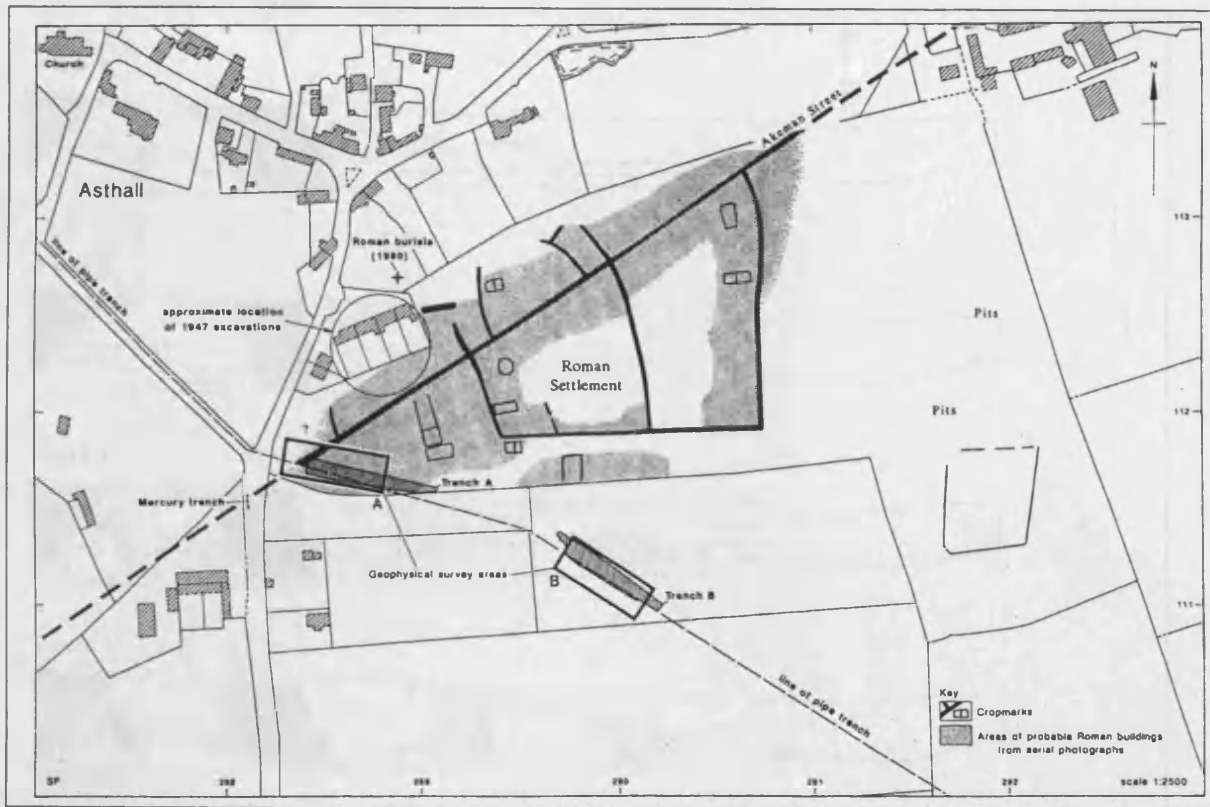 Church
N
Akeman Street
Asthall
113
Roman burials
(1980)
line of pipe trench
approximate location
of 1947 excavations
Pits
Roman
Settlement
112
Pits
?
Trench A
Mercury trench
A
Geophysical survey areas
B
Trench B
111
line of pipe trench
Key
Cropmarks
Areas of probable Roman buildings
from aerial photographs
SP
288
289
290
291
292
scale 1:2500